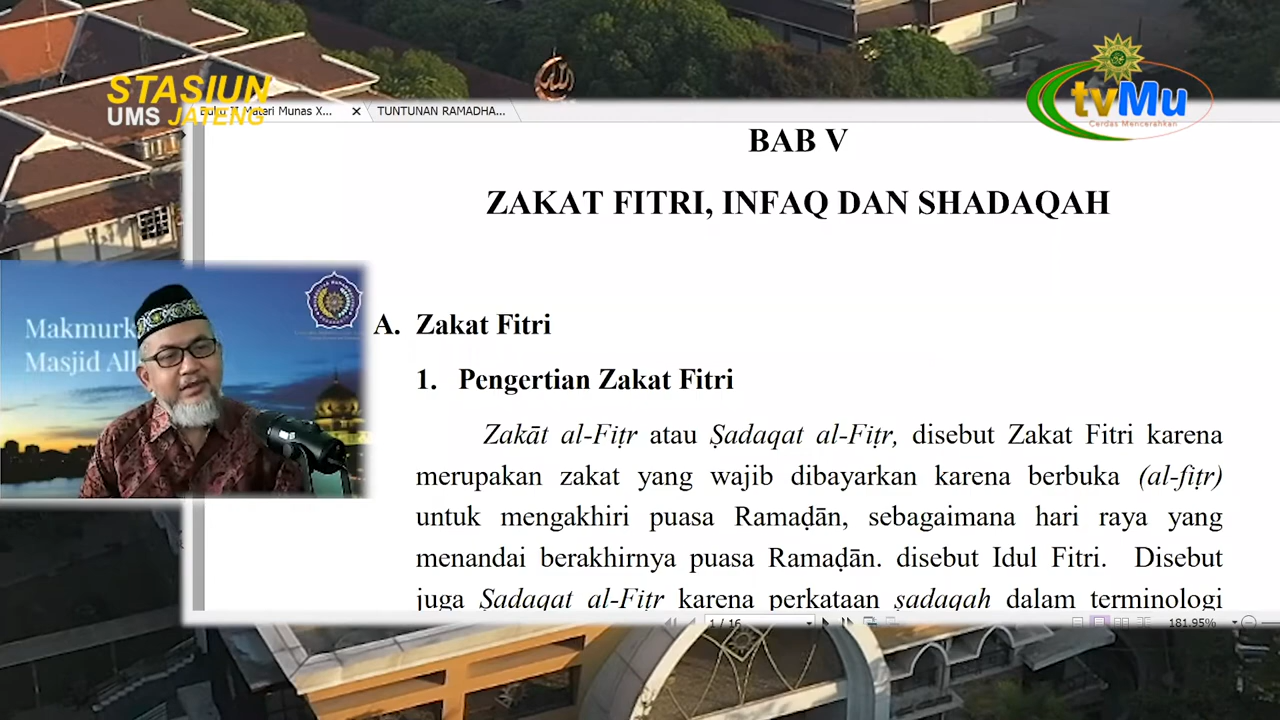 STASIUN
UMS JATENG
tvMu
Cerdas Mencerahkan
Materi Munas X...
TUNTUNAN RAMADHA...
BAB V
ZAKAT FITRI, INFAQ DAN SHADAQAH
Makmurk
Masjid All
A. Zakat Fitri
1. Pengertian Zakat Fitri
Zakāt al-Fiṭr atau Ṣadaqat al-Fiṭr, disebut Zakat Fitri karena
merupakan zakat yang wajib dibayarkan karena berbuka (al-fiṭr)
untuk mengakhiri puasa Ramaḍān, sebagaimana hari raya yang
menandai berakhirnya puasa Ramaḍān. disebut Idul Fitri. Disebut
juga Ṣadaqat al-Fiṭr karena perkataan ṣadaqah dalam terminologi
1 / 16
181.95%